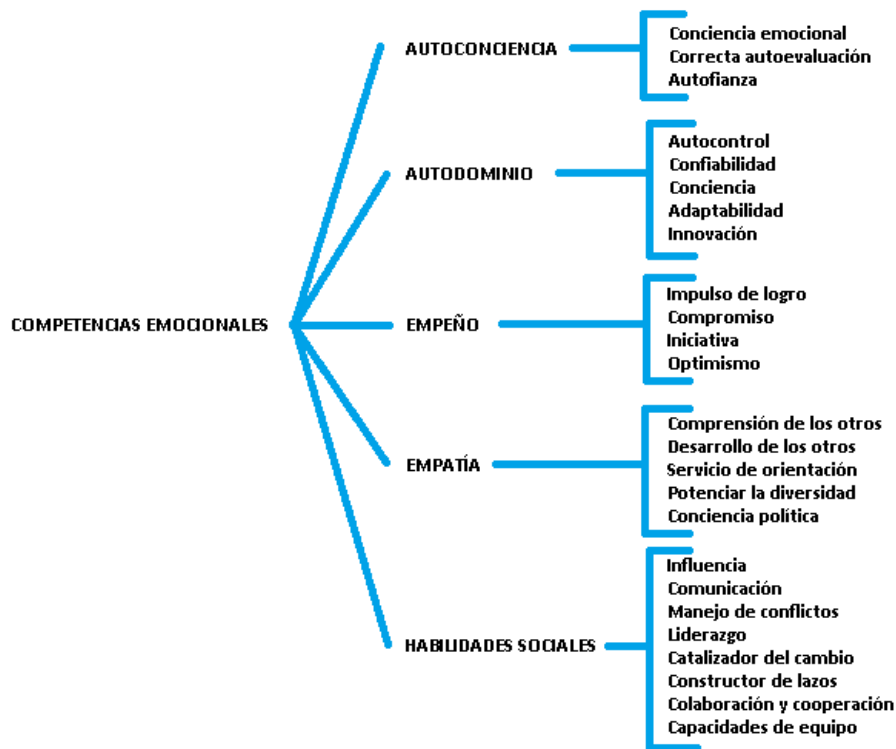 COMPETENCIAS EMOCIONALES
AUTOCONCIENCIA
Conciencia emocional
Correcta autoevaluación
Autofianza
AUTODOMINIO
Autocontrol
Confiabilidad
Conciencia
Adaptabilidad
Innovación
EMPEÑO
Impulso de logro
Compromiso
Iniciativa
Optimismo
EMPATÍA
Comprensión de los otros
Desarrollo de los otros
Servicio de orientación
Potenciar la diversidad
Conciencia política
HABILIDADES SOCIALES
Influencia
Comunicación
Manejo de conflictos
Liderazgo
Catalizador del cambio
Constructor de lazos
Colaboración y cooperación
Capacidades de equipo